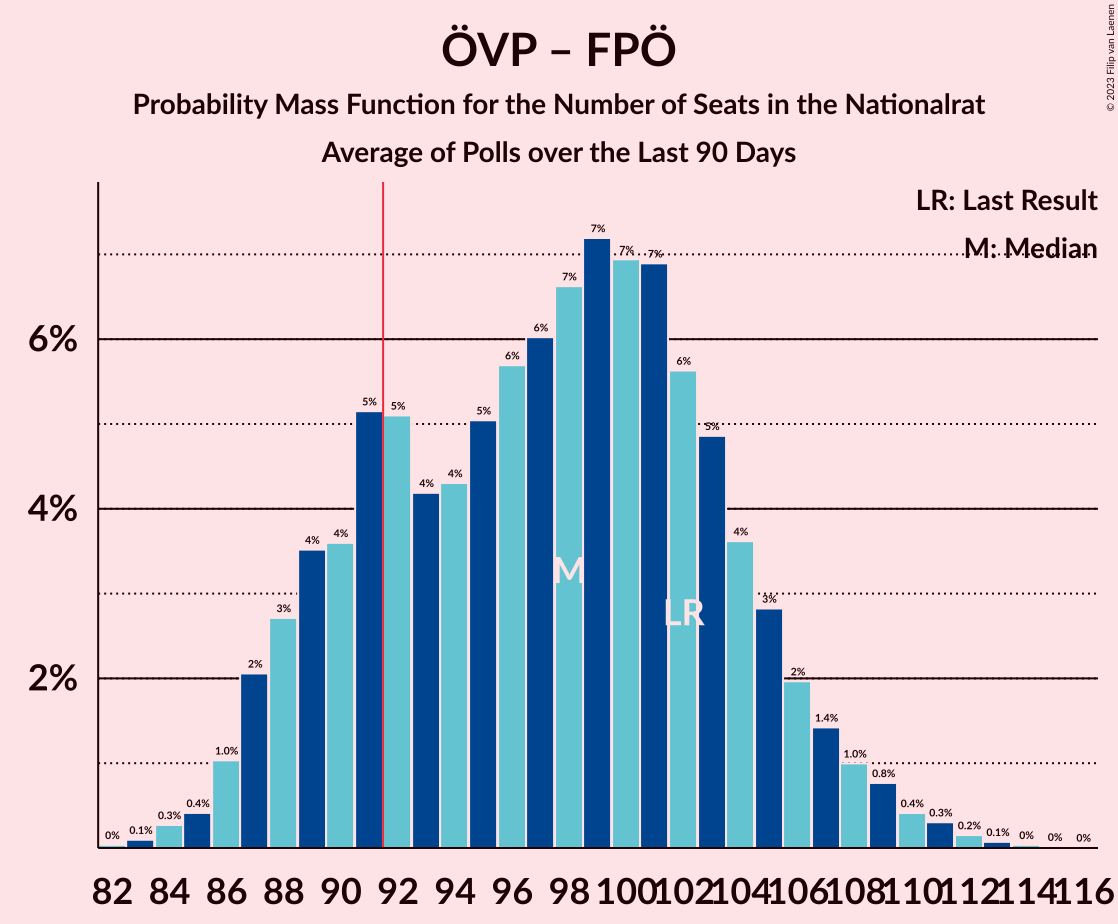 ÖVP – FPÖ
Probability Mass Function for the Number of Seats in the Nationalrat
Average of Polls over the Last 90 Days
© 2023 Filip van Laenen
LR: Last Result
M: Median
6%
4%
2%
0% 0.1% 0.3% 0.4% 1.0% 2% 3% 4% 4% 5% 5% 4% 4% 5% 6% 6% 7% 7% 7% 7% 6% 5% 4% 3% 2% 1.4% 1.0% 0.8% 0.4% 0.3% 0.2% 0.1% 0% 0% 0%
M
LR
82 84 86 88 90 92 94 96 98 100 102 104 106 108 110 112 114 116